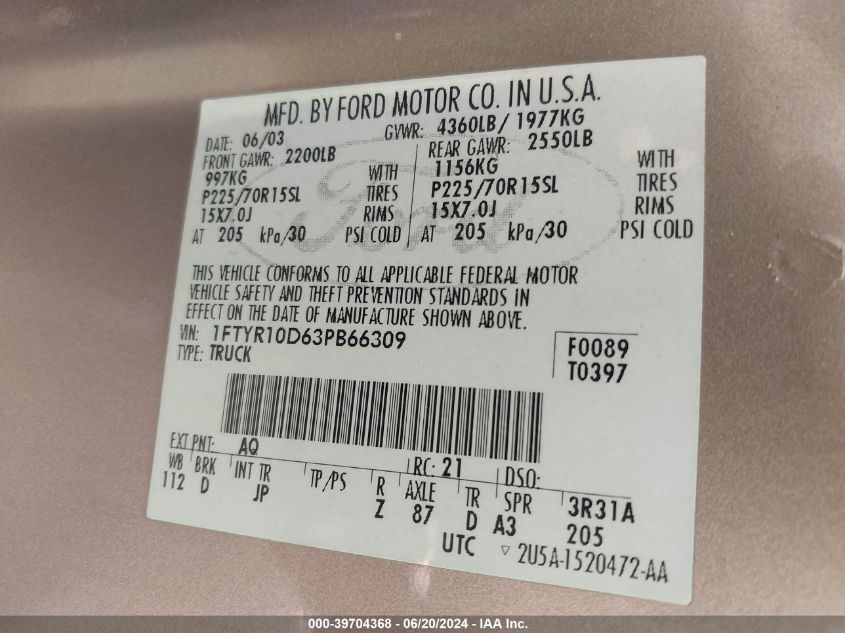 MFD. BY FORD MOTOR CO. IN U.S.A.
DATE: 06/03 GVWR: 4360LB/ 1977KG
FRONT GAWR: 2200LB REAR GAWR: 2550LB
997KG WITH 1156KG WITH
P225/70R15SL TIRES P225/70R15SL TIRES
15X7.0J RIMS 15X7.0J RIMS
AT 205 kPa/30 PSI COLD AT 205 kPa/30 PSI COLD
Ford
THIS VEHICLE CONFORMS TO ALL APPLICABLE FEDERAL MOTOR
VEHICLE SAFETY AND THEFT PREVENTION STANDARDS IN
EFFECT ON THE DATE OF MANUFACTURE SHOWN ABOVE.
VIN: 1FTYR10D63PB66309
TYPE: TRUCK
F0089
T0397
EXT PNT: AQ RC: 21 DSO:
WB BRK INT TR TP/PS R AXLE TR SPR 3R31A
112 D JP Z 87 D A3 205
UTC ▽ 2U5A-1520472-AA
000-39704368 - 06/20/2024 - IAA Inc.